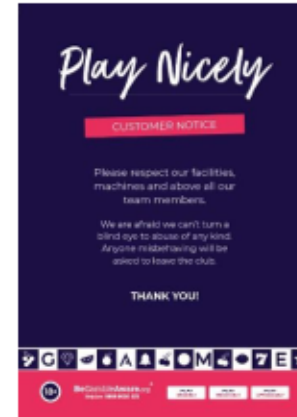 Play Nicely
CUSTOMER NOTICE
Please respect our facilities,
machines and above all our
team members.
We are afraid we can't turn a
blind eye to abuse of any kind.
Anyone misbehaving will be
asked to leave the club.
THANK YOU!
G A O M 7 E
18+
BeGambleAware.org